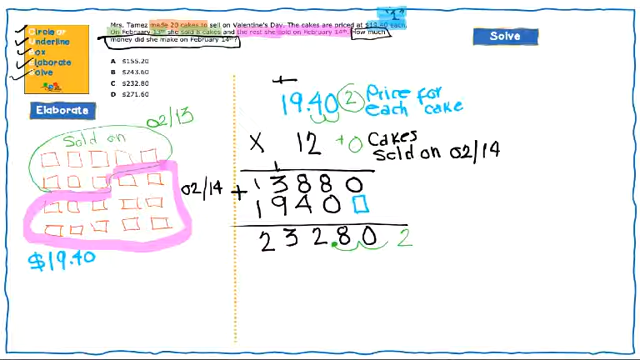 Circle or
Underline
Box
Elaborate
Solve
Mrs. Tamez made 20 cakes to sell on Valentine's Day. The cakes are priced at $19.40 each.
On February 13th she sold 8 cakes and the rest she sold on February 14th. How much
money did she make on February 14th?
A $155.20
B $243.60
C $232.80
D $271.60
Solve
Elaborate
02/13
Sold on
02/14
$19.40
19.40 2 Price for
each cake
x 12 +0 Cakes
Sold on 02/14
1
+ 13880
1940
232.80 2